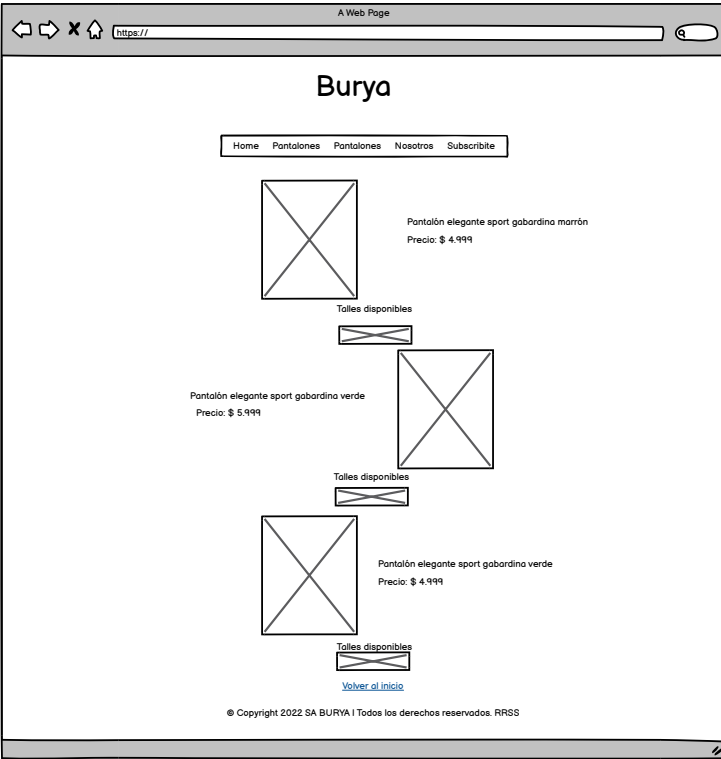 A Web Page
https://
Burya
Home Pantalones Pantalones Nosotros Subscribite
Pantalón elegante sport gabardina marrón
Precio: $ 4.999
Talles disponibles
Pantalón elegante sport gabardina verde
Precio: $ 5.999
Talles disponibles
Pantalón elegante sport gabardina verde
Precio: $ 4.999
Talles disponibles
Volver al inicio
© Copyright 2022 SA BURYA I Todos los derechos reservados. RRSS